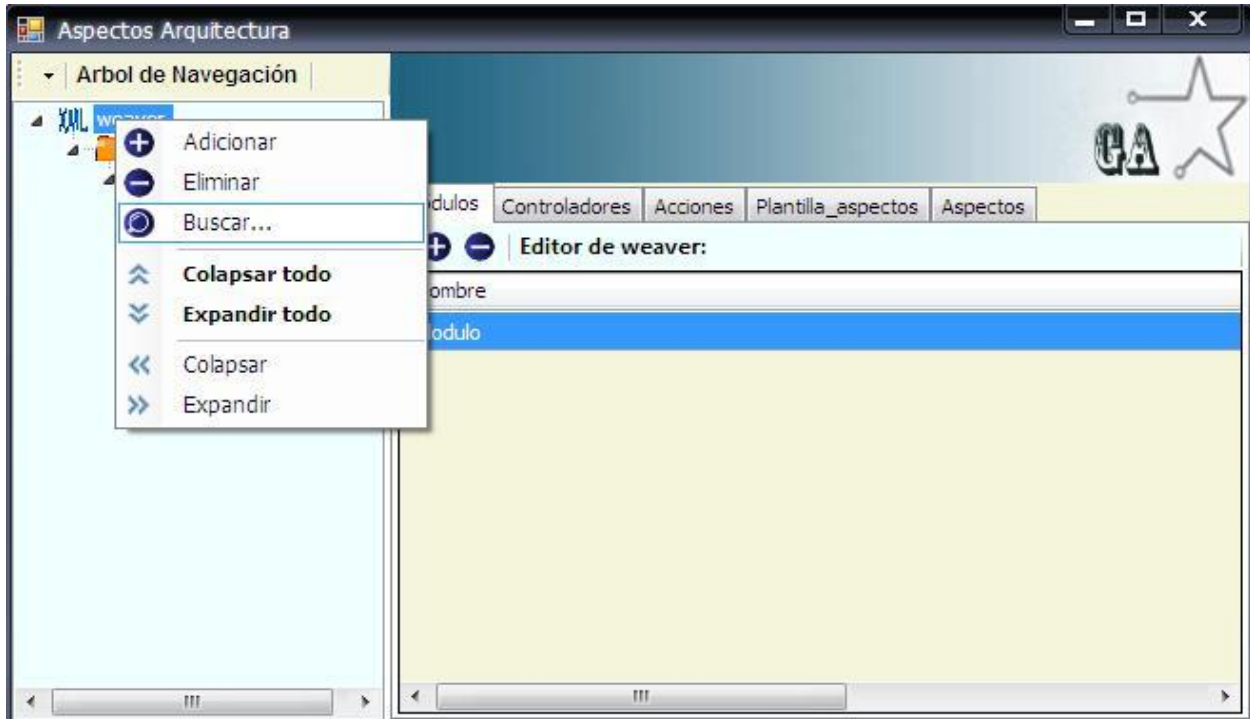 Aspectos Arquitectura
Arbol de Navegación
XML weaver
GA
Adicionar
Eliminar
Buscar...
Colapsar todo
Expandir todo
Colapsar
Expandir
dulos Controladores Acciones Plantilla_aspectos Aspectos
Editor de weaver:
ombre
odulo